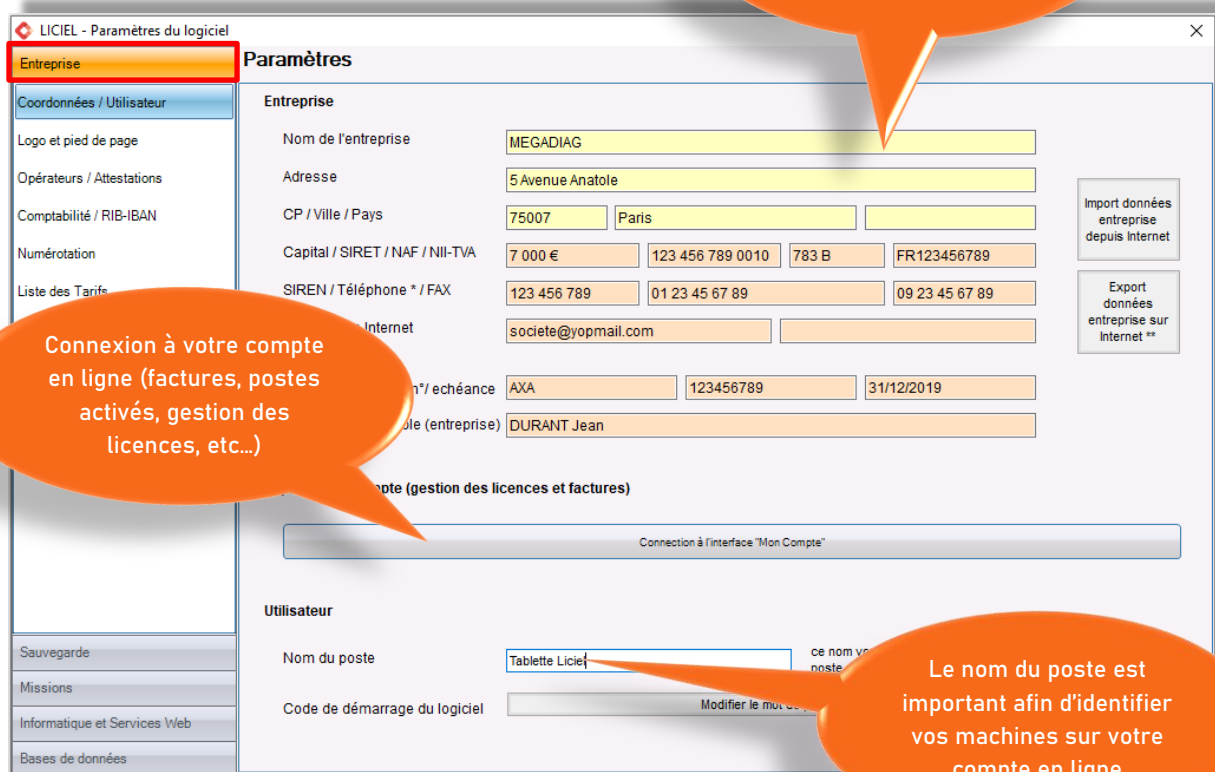 LICIEL - Paramètres du logiciel
Entreprise
Paramètres
Coordonnées / Utilisateur
Logo et pied de page
Opérateurs / Attestations
Comptabilité / RIB-IBAN
Numérotation
Liste des Tarifs
Entreprise
Nom de l'entreprise MEGADIAG
Adresse 5 Avenue Anatole
CP / Ville / Pays 75007 Paris
Capital / SIRET / NAF / NII-TVA 7 000 € 123 456 789 0010 783 B FR123456789
SIREN / Téléphone * / FAX 123 456 789 01 23 45 67 89 09 23 45 67 89
Internet societe@yopmail.com
n°/ echéance AXA 123456789 31/12/2019
(entreprise) DURANT Jean
Import données
entreprise
depuis Internet
Export
données
entreprise sur
Internet **
Connexion à votre compte
en ligne (factures, postes
activés, gestion des
licences, etc…)
(gestion des licences et factures)
Connection à l'interface "Mon Compte"
Utilisateur
Nom du poste Tablette Liciel
ce nom
poste
Code de démarrage du logiciel Modifier le mot
Le nom du poste est
important afin d'identifier
vos machines sur votre
compte en ligne
Sauvegarde
Missions
Informatique et Services Web
Bases de données